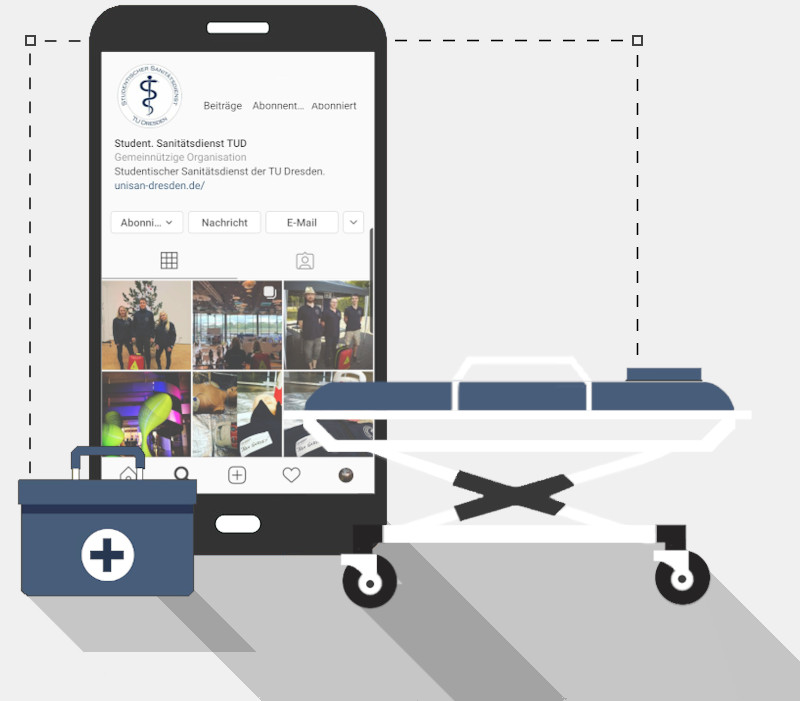 STUDENTISCHER SANITÄTSDIENST
TU DRESDEN
Beiträge Abonnent... Abonniert
Student. Sanitätsdienst TUD
Gemeinnützige Organisation
Studentischer Sanitätsdienst der TU Dresden.
unisan-dresden.de/
Abonni... Nachricht E-Mail